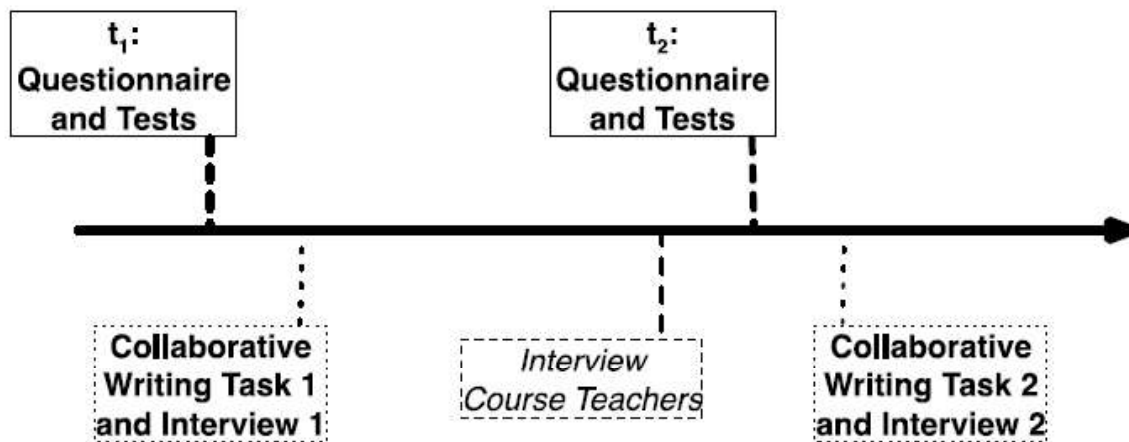 t₁:
Questionnaire
and Tests
t₂:
Questionnaire
and Tests
Collaborative
Writing Task 1
and Interview 1
Interview
Course Teachers
Collaborative
Writing Task 2
and Interview 2